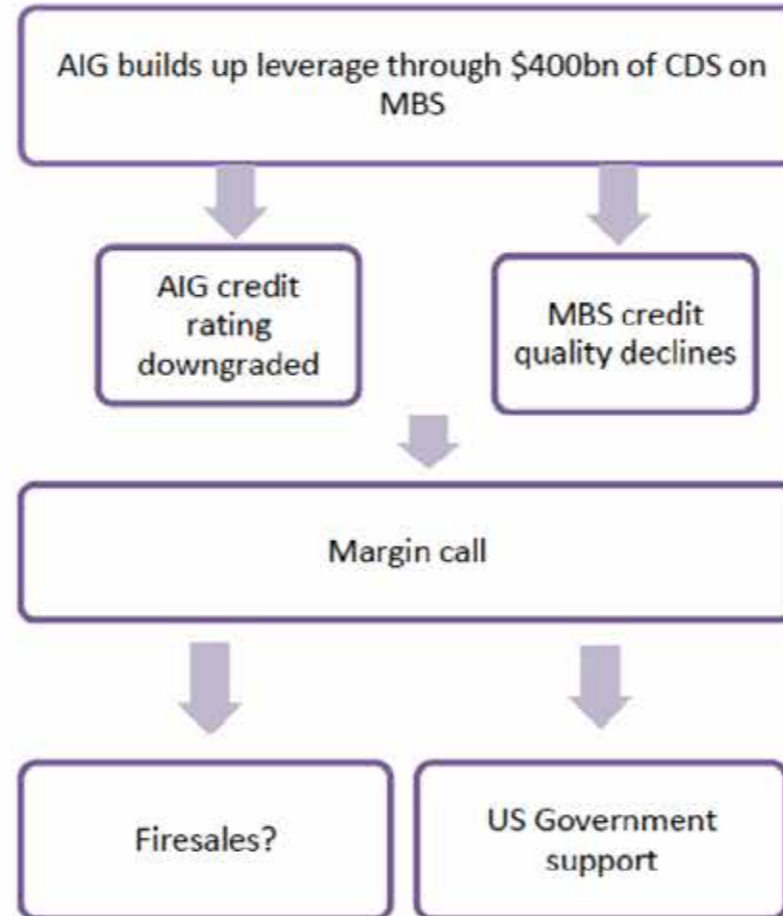 AIG builds up leverage through $400bn of CDS on
MBS
AIG credit
rating
downgraded
MBS credit
quality declines
Margin call
Firesales?
US Government
support